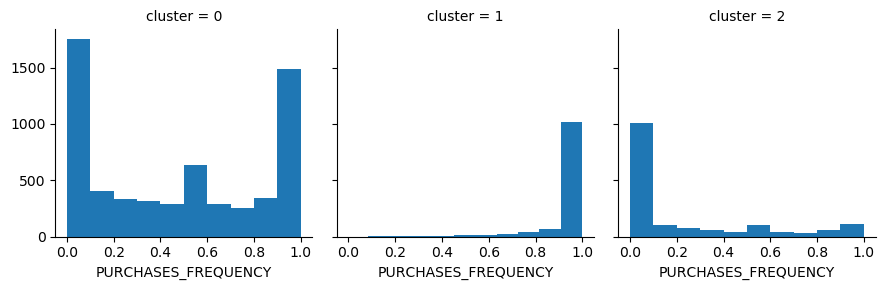 cluster = 0
cluster = 1
cluster = 2
1500
1000
500
0
0.0 0.2 0.4 0.6 0.8 1.0
0.0 0.2 0.4 0.6 0.8 1.0
0.0 0.2 0.4 0.6 0.8 1.0
PURCHASES_FREQUENCY
PURCHASES_FREQUENCY
PURCHASES_FREQUENCY